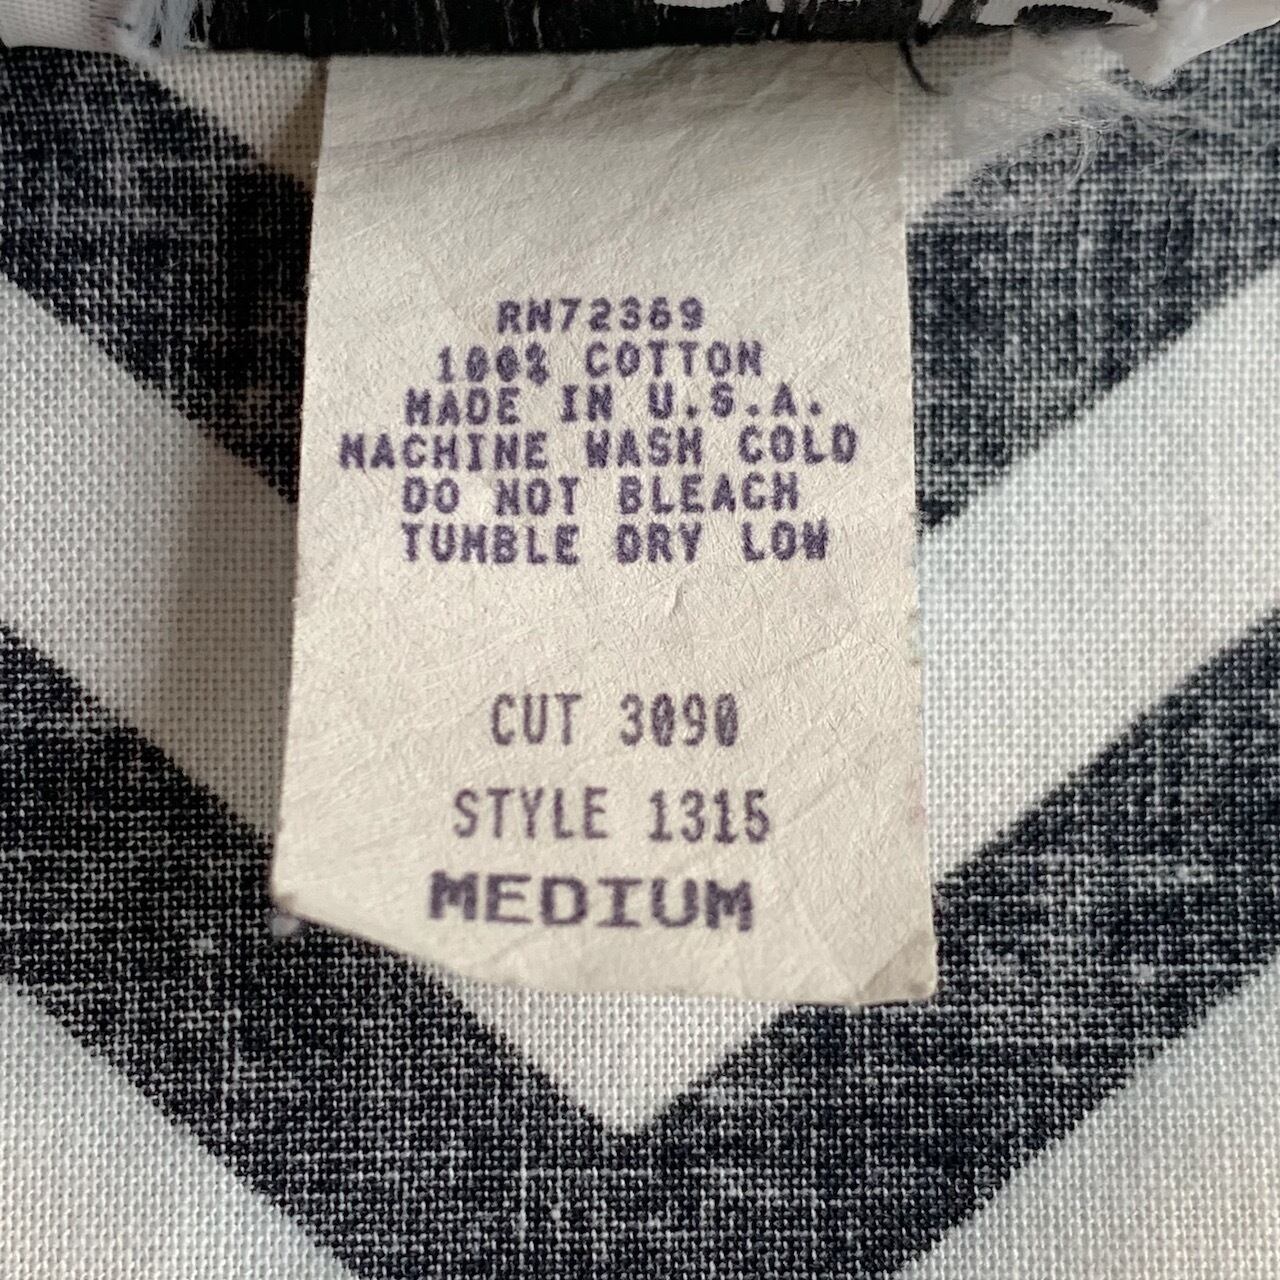 RN72369
100% COTTON
MADE IN U.S.A.
MACHINE WASH COLD
DO NOT BLEACH
TUMBLE DRY LOW
CUT 3090
STYLE 1315
MEDIUM